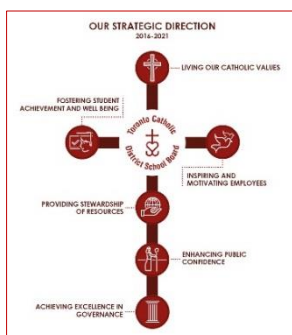 OUR STRATEGIC DIRECTION
2016-2021
LIVING OUR CATHOLIC VALUES
FOSTERING STUDENT
ACHIEVEMENT AND WELL BEING
Toronto Catholic
District School Board
INSPIRING AND
MOTIVATING EMPLOYEES
PROVIDING STEWARDSHIP
OF RESOURCES
ENHANCING PUBLIC
CONFIDENCE
ACHIEVING EXCELLENCE IN
GOVERNANCE